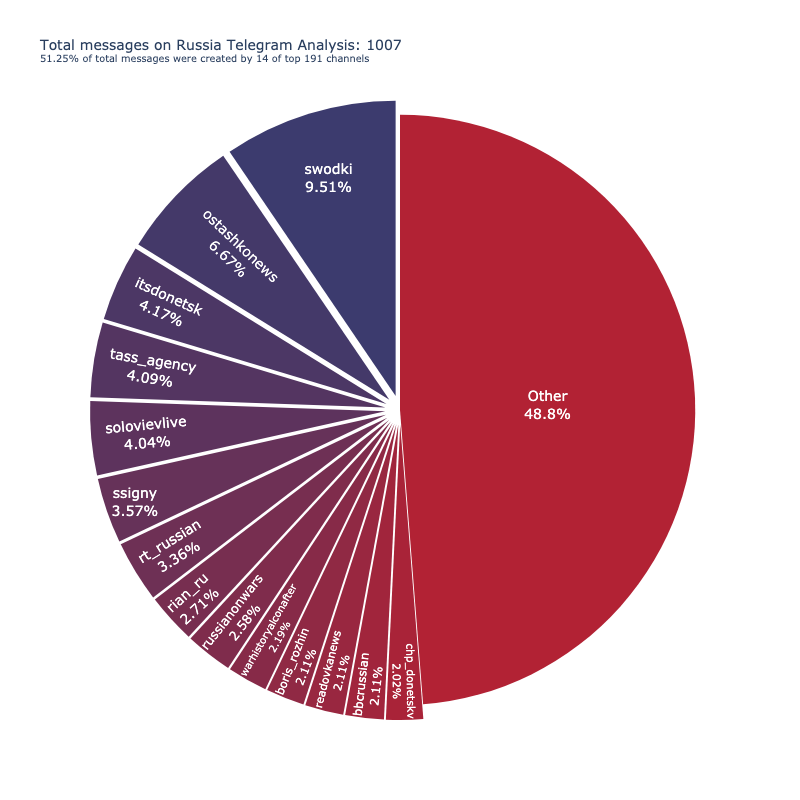 Total messages on Russia Telegram Analysis: 1007
51.25% of total messages were created by 14 of top 191 channels
swodki
9.51%
ostashkonews
6.67%
itsdonetsk
4.17%
tass_agency
4.09%
solovievlive
4.04%
ssigny
3.57%
rt_russian
3.36%
rian_ru
2.71%
russianonwars
2.58%
warhistoryalconafter
2.19%
boris_rozhin
2.11%
readovkanews
2.11%
bbcrussian
2.11%
chp_donetskv
2.02%
Other
48.8%